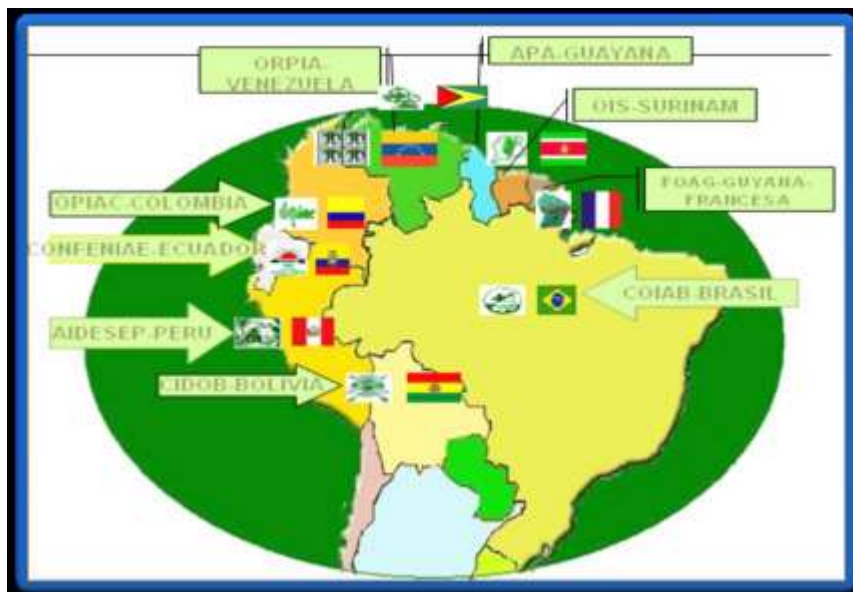 ORPIA-
VENEZUELA
APA-GUAYANA
OIS-SURINAM
FOAG-GUYANA-
FRANCESA
OPIAC-COLOMBIA
CONFENIAE-ECUADOR
COIAB-BRASIL
AIDESEP-PERU
CIDOB-BOLIVIA